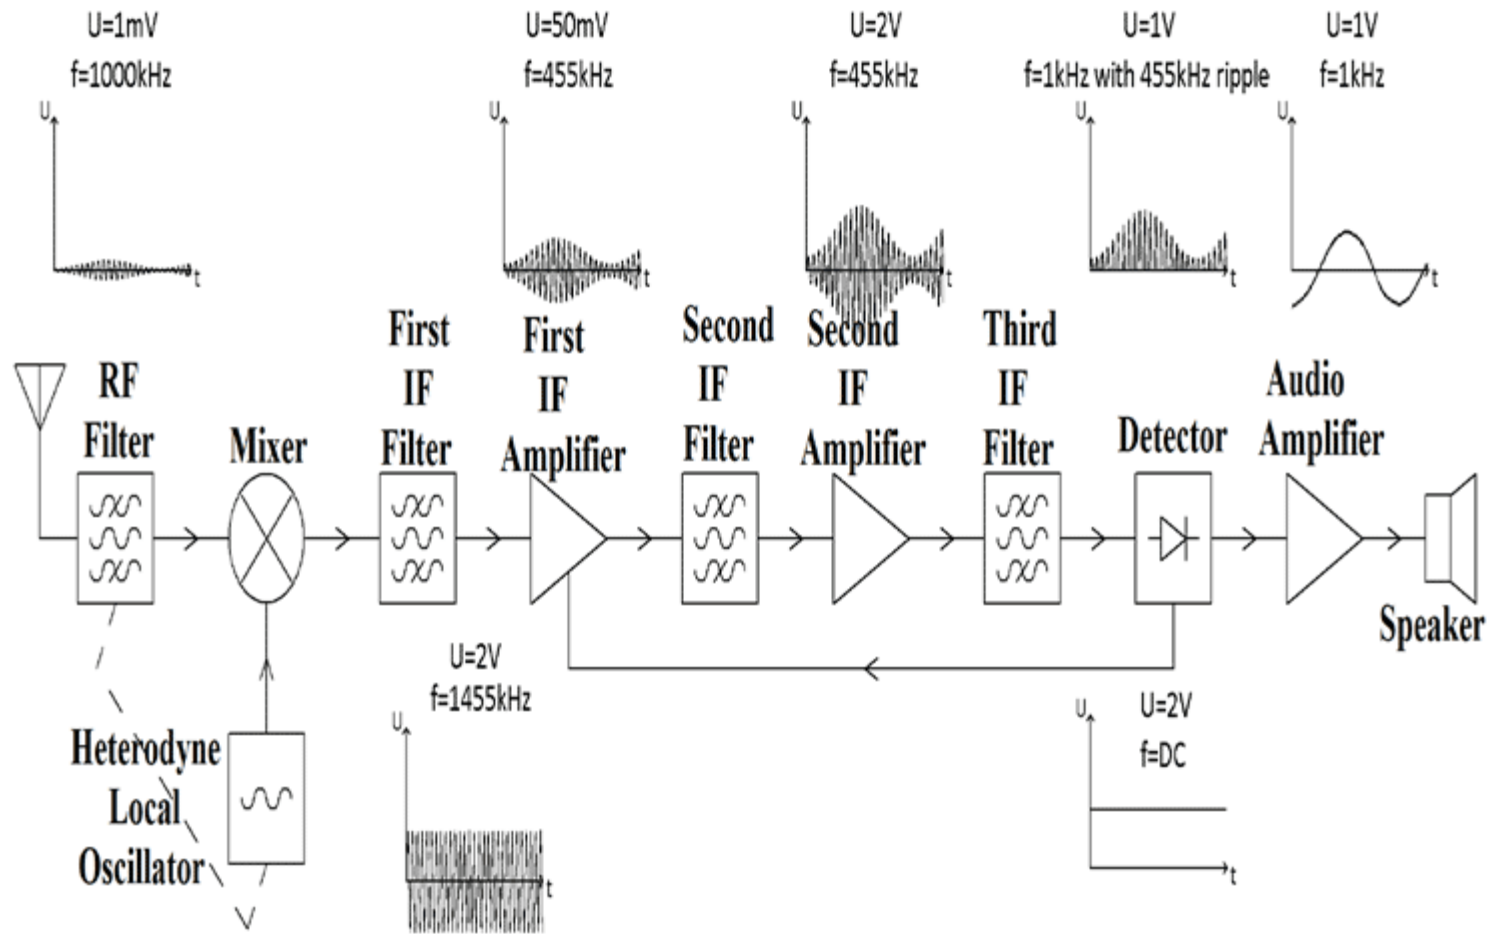 U=1mV
f=1000kHz
U
t
U=50mV
f=455kHz
U
t
U=2V
f=455kHz
U
t
U=1V
f=1kHz with 455kHz ripple
U
t
U=1V
f=1kHz
U
t
RF
Filter
Mixer
First
IF
Filter
First
IF
Amplifier
Second
IF
Filter
Second
IF
Amplifier
Third
IF
Filter
Detector
Audio
Amplifier
Speaker
Heterodyne
Local
Oscillator
U=2V
f=1455kHz
U
t
U=2V
f=DC
U
t